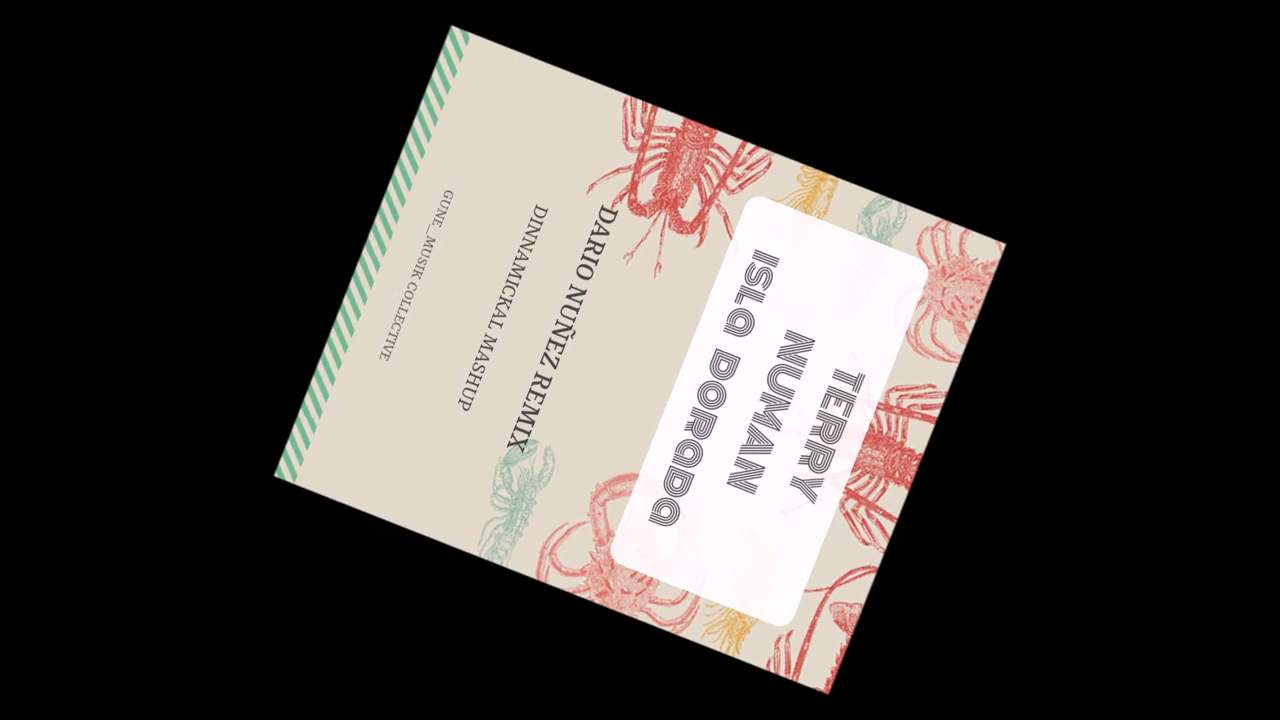 TERRY
NUMAN
ISLA DORADA
DARIO NUÑEZ REMIX
DINNAMICKAL MASHUP
GUNE_MUSIK COLLECTIVE